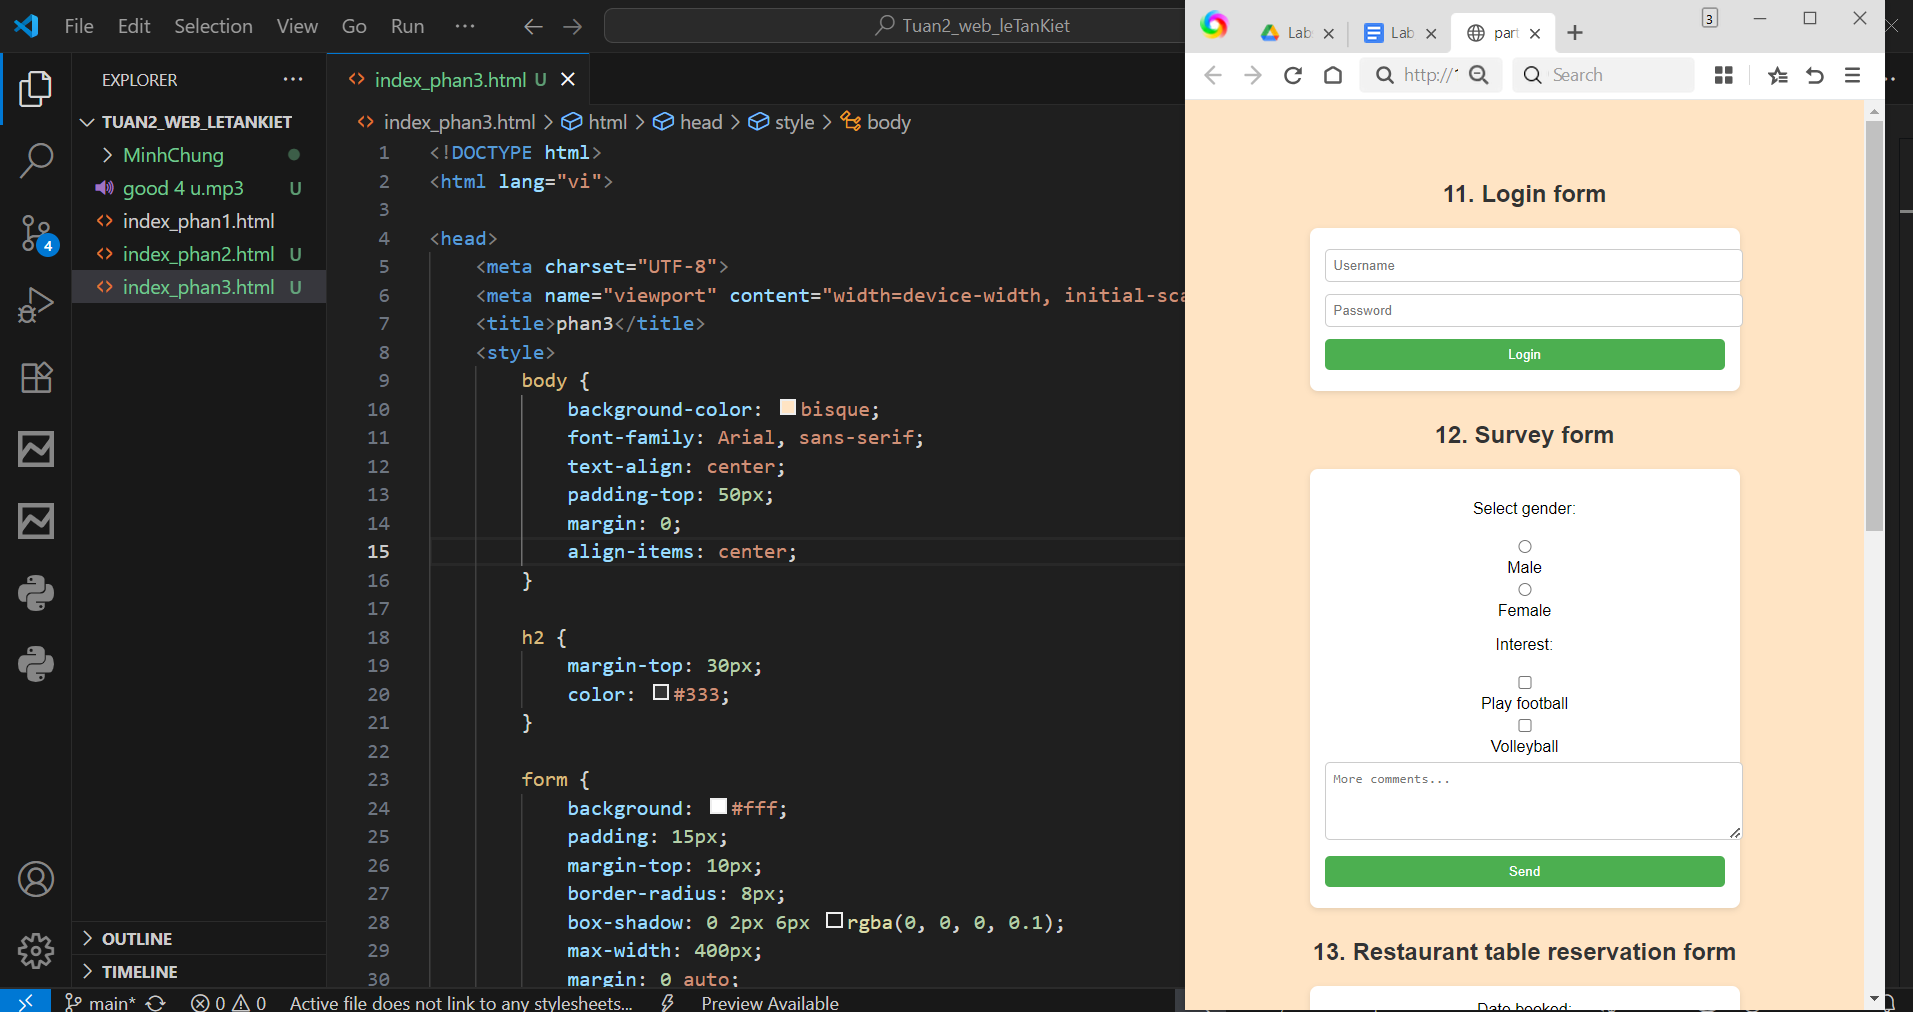 File Edit Selection View Go Run ···
Tuan2_web_leTanKiet
EXPLORER
TUAN2_WEB_LETANKIET
MinhChung
good 4 u.mp3 U
index_phan1.html
index_phan2.html U
index_phan3.html U
4
OUTLINE
TIMELINE
index_phan3.html U
index_phan3.html > html > head > style > body
1 <!DOCTYPE html>
2 <html lang="vi">
3
4 <head>
5 <meta charset="UTF-8">
6 <meta name="viewport" content="width=device-width, initial-sca
7 <title>phan3</title>
8 <style>
9 body {
10 background-color: bisque;
11 font-family: Arial, sans-serif;
12 text-align: center;
13 padding-top: 50px;
14 margin: 0;
15 align-items: center;
16 }
17
18 h2 {
19 margin-top: 30px;
20 color: #333;
21 }
22
23 form {
24 background: #fff;
25 padding: 15px;
26 margin-top: 10px;
27 border-radius: 8px;
28 box-shadow: 0 2px 6px rgba(0, 0, 0, 0.1);
29 max-width: 400px;
30 margin: 0 auto;
main* 0 0 Active file does not link to any stylesheets... Preview Available
3
Lab Lab part
http:// Search
11. Login form
Username
Password
Login
12. Survey form
Select gender:
Male
Female
Interest:
Play football
Volleyball
More comments...
Send
13. Restaurant table reservation form
Date booked: